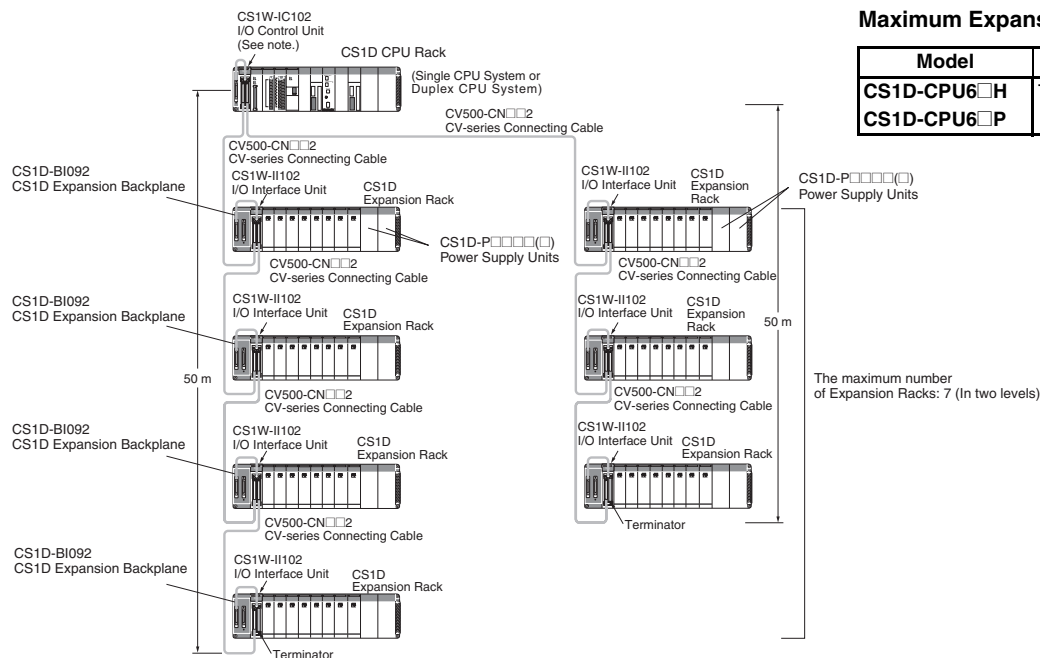 CS1W-IC102
I/O Control Unit
(See note.)
CS1D CPU Rack
(Single CPU System or
Duplex CPU System)
CV500-CN□□2
CV-series Connecting Cable
CV500-CN□□2
CV-series Connecting Cable
Maximum Expans
Model
CS1D-CPU6□H
CS1D-CPU6□P
CS1D-BI092
CS1D Expansion Backplane
CS1W-II102
I/O Interface Unit
CS1D
Expansion Rack
CS1D-P□□□□(□)
Power Supply Units
CV500-CN□□2
CV-series Connecting Cable
CS1D-BI092
CS1D Expansion Backplane
CS1W-II102
I/O Interface Unit
CS1D
Expansion Rack
50 m
CV500-CN□□2
CV-series Connecting Cable
CS1D-BI092
CS1D Expansion Backplane
CS1W-II102
I/O Interface Unit
CS1D
Expansion Rack
CV500-CN□□2
CV-series Connecting Cable
CS1D-BI092
CS1D Expansion Backplane
CS1W-II102
I/O Interface Unit
CS1D
Expansion Rack
Terminator
CS1W-II102
I/O Interface Unit
CS1D
Expansion
Rack
CS1D-P□□□□(□)
Power Supply Units
CV500-CN□□2
CV-series Connecting Cable
CS1W-II102
I/O Interface Unit
CS1D
Expansion
Rack
50 m
CV500-CN□□2
CV-series Connecting Cable
The maximum number
of Expansion Racks: 7 (In two levels)
CS1W-II102
I/O Interface Unit
CS1D
Expansion Rack
Terminator